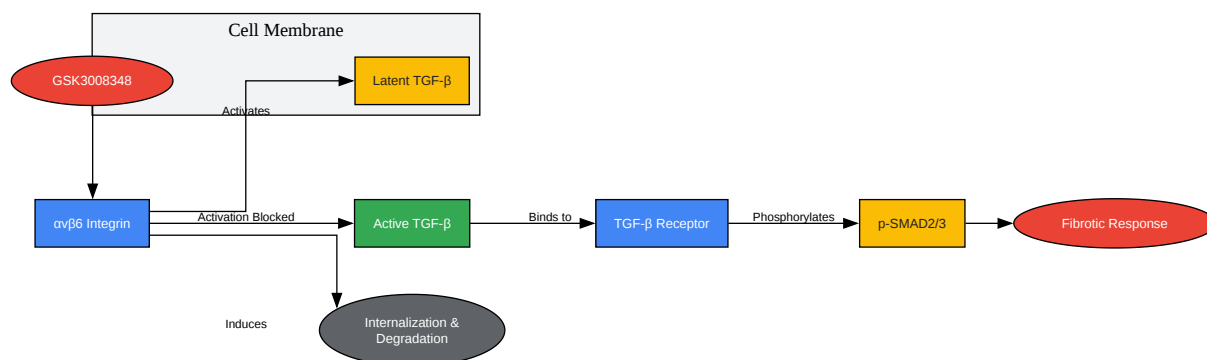 Cell Membrane
GSK3008348
Latent TGF-β
Activates
αvβ6 Integrin
Activation Blocked
Active TGF-β
Binds to
TGF-β Receptor
Phosphorylates
p-SMAD2/3
Fibrotic Response
Induces
Internalization &
Degradation